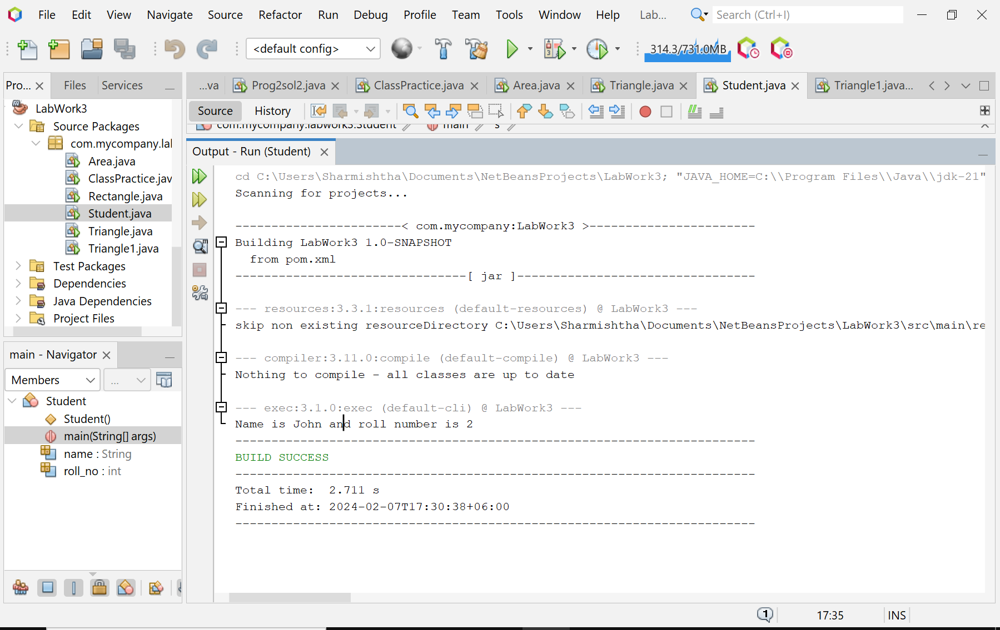 File Edit View Navigate Source Refactor Run Debug Profile Team Tools Window Help Lab... Search (Ctrl+I)
<default config> 314.3/731.0MB
Pro... Files Services
...va Prog2sol2.java ClassPractice.java Area.java Triangle.java Student.java Triangle1.java...
Source History
com.mycompany.labwork3.Student main s
LabWork3
Source Packages
com.mycompany.la
Area.java
ClassPractice.jav
Rectangle.java
Student.java
Triangle.java
Triangle1.java
Test Packages
Dependencies
Java Dependencies
Project Files
main - Navigator
Members ...
Student
Student()
main(String[] args)
name : String
roll_no : int
Output - Run (Student)
cd C:\Users\Sharmishtha\Documents\NetBeansProjects\LabWork3; "JAVA_HOME=C:\\Program Files\\Java\\jdk-21"
Scanning for projects...
-----------------------< com.mycompany:LabWork3 >-----------------------
Building LabWork3 1.0-SNAPSHOT
from pom.xml
--------------------------------[ jar ]---------------------------------
--- resources:3.3.1:resources (default-resources) @ LabWork3 ---
skip non existing resourceDirectory C:\Users\Sharmishtha\Documents\NetBeansProjects\LabWork3\src\main\re
--- compiler:3.11.0:compile (default-compile) @ LabWork3 ---
Nothing to compile - all classes are up to date
--- exec:3.1.0:exec (default-cli) @ LabWork3 ---
Name is John and roll number is 2
------------------------------------------------------------------------
BUILD SUCCESS
------------------------------------------------------------------------
Total time:  2.711 s
Finished at: 2024-02-07T17:30:38+06:00
------------------------------------------------------------------------
1 17:35 INS